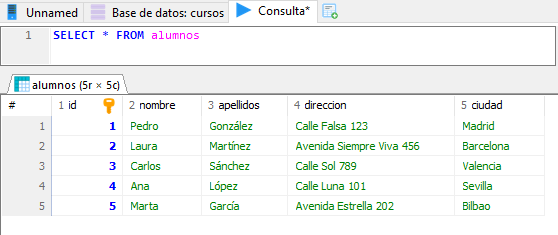 Unnamed Base de datos: cursos Consulta*
1 SELECT * FROM alumnos
alumnos (5r × 5c)
# 1 id 2 nombre 3 apellidos 4 direccion 5 ciudad
1 1 Pedro González Calle Falsa 123 Madrid
2 2 Laura Martínez Avenida Siempre Viva 456 Barcelona
3 3 Carlos Sánchez Calle Sol 789 Valencia
4 4 Ana López Calle Luna 101 Sevilla
5 5 Marta García Avenida Estrella 202 Bilbao